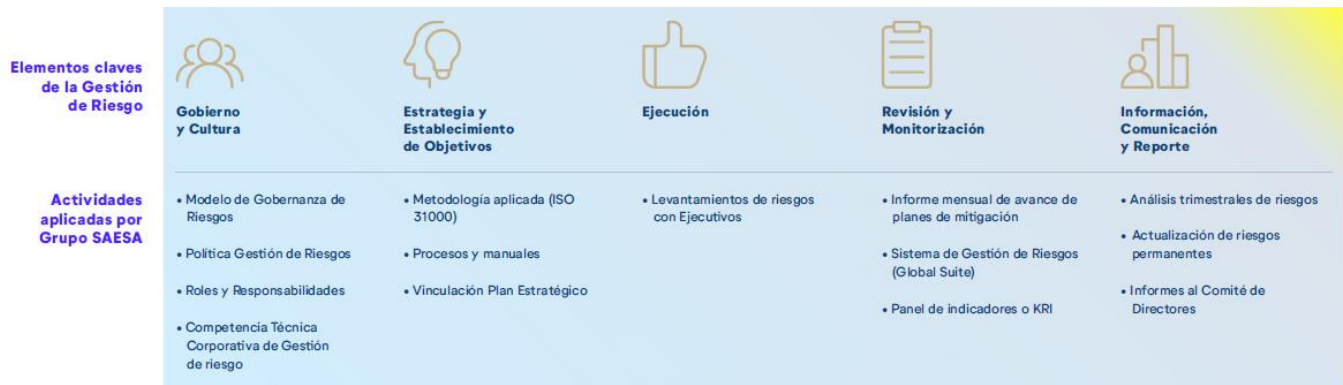 Elementos claves
de la Gestión
de Riesgo
Gobierno
y Cultura
Estrategia y
Establecimiento
de Objetivos
Ejecución
Revisión y
Monitorización
Información,
Comunicación
y Reporte
Actividades
aplicadas por
Grupo SAESA
• Modelo de Gobernanza de
Riesgos
• Política Gestión de Riesgos
• Roles y Responsabilidades
• Competencia Técnica
Corporativa de Gestión
de riesgo
• Metodología aplicada (ISO
31000)
• Procesos y manuales
• Vinculación Plan Estratégico
• Levantamientos de riesgos
con Ejecutivos
• Informe mensual de avance de
planes de mitigación
• Sistema de Gestión de Riesgos
(Global Suite)
• Panel de indicadores o KRI
• Análisis trimestrales de riesgos
• Actualización de riesgos
permanentes
• Informes al Comité de
Directores